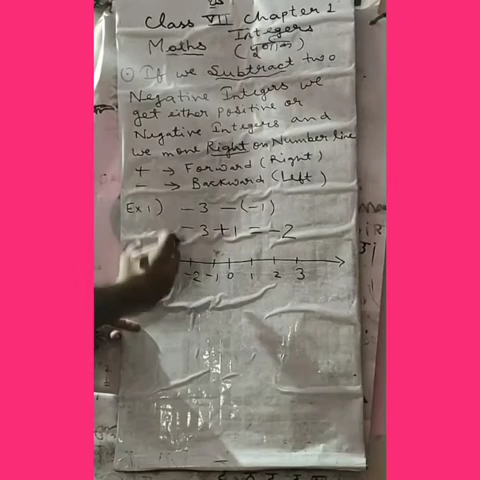 Class VII Chapter 1
Maths Integers
(पूर्णांक)
If we Subtract two
Negative Integers we
get either Positive or
Negative Integers and
we move Right on Number line
+ → Forward (Right)
- → Backward (Left)
Ex 1) -3 -(-1)
-3+1 = -2
-2 -1 0 1 2 3